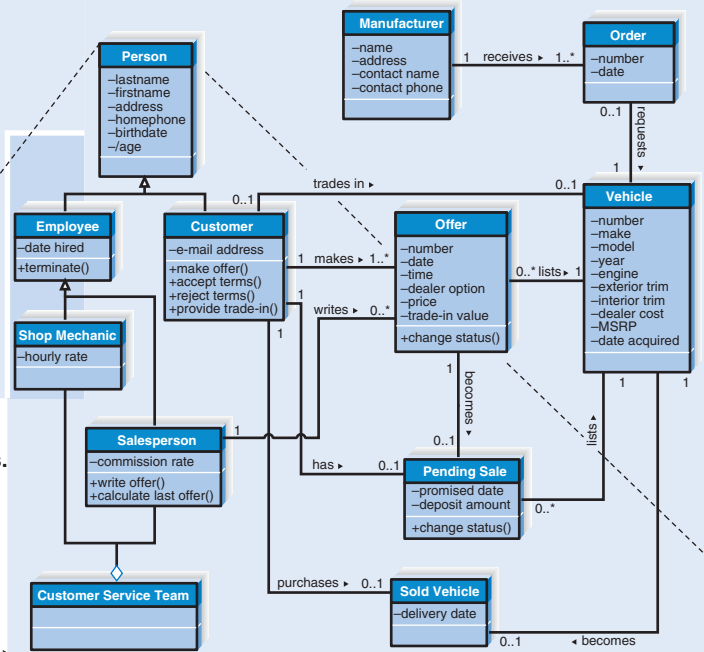 Manufacturer
–name
–address
–contact name
–contact phone
1 receives ▸ 1..*
Order
–number
–date
Person
–lastname
–firstname
–address
–homephone
–birthdate
–/age
0..1
requests ▸
1
trades in ▸
0..1
0..1
Employee
–date hired
+terminate()
Customer
–e-mail address
+make offer()
+accept terms()
+reject terms()
+provide trade-in()
1 makes ▸ 1..*
Offer
–number
–date
–time
–dealer option
–price
–trade-in value
+change status()
0..* lists ▸ 1
Vehicle
–number
–make
–model
–year
–engine
–exterior trim
–interior trim
–dealer cost
–MSRP
–date acquired
1
writes ▸ 0..*
1
Shop Mechanic
–hourly rate
1
becomes ▸
0..1
1
1
lists ▸
0..*
Salesperson
–commission rate
+write offer()
+calculate last offer()
1
s.
has ▸ 0..1
Pending Sale
–promised date
–deposit amount
+change status()
Customer Service Team
purchases ▸ 0..1
Sold Vehicle
–delivery date
0..1 ◂ becomes